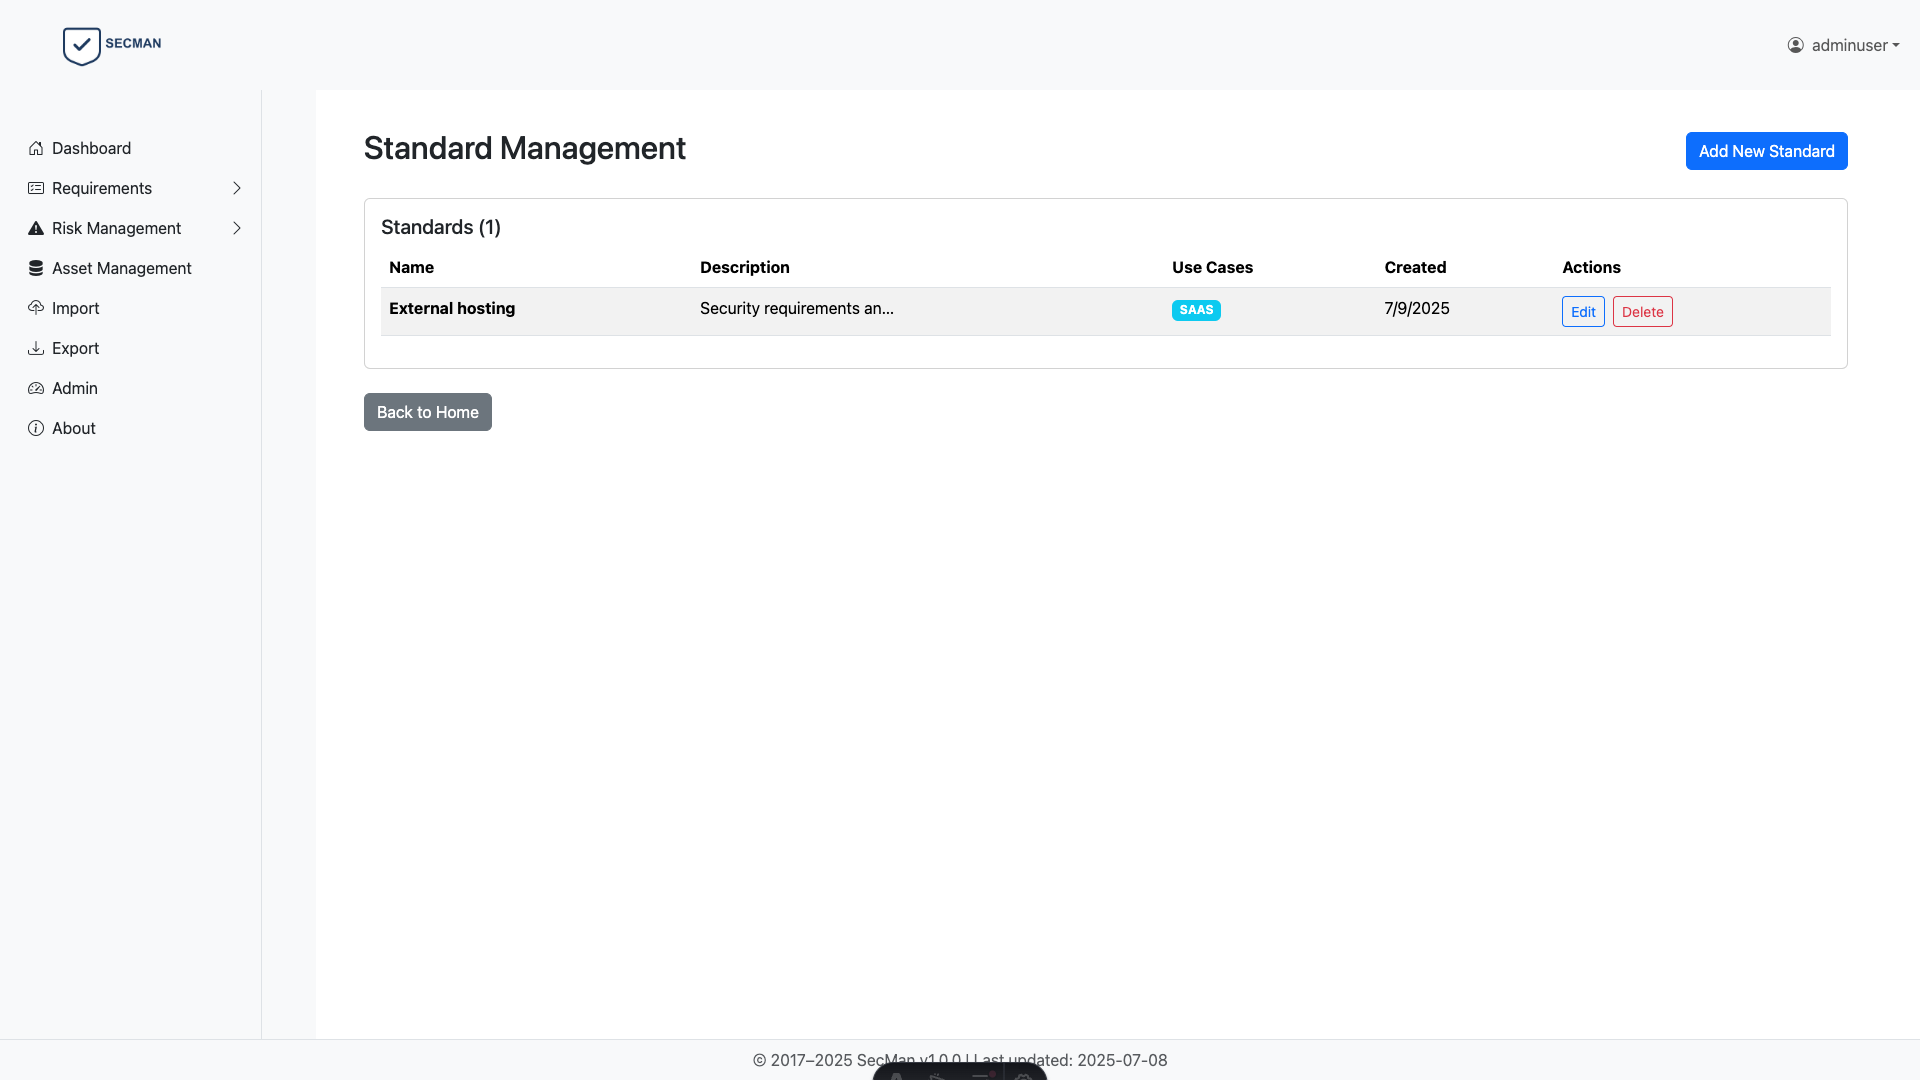 SECMAN
adminuser
Dashboard
Requirements
Risk Management
Asset Management
Import
Export
Admin
About
Standard Management
Add New Standard
Standards (1)
Name Description Use Cases Created Actions
External hosting Security requirements an... SAAS 7/9/2025 Edit Delete
Back to Home
© 2017–2025 SecMan v1.0.0 | Last updated: 2025-07-08